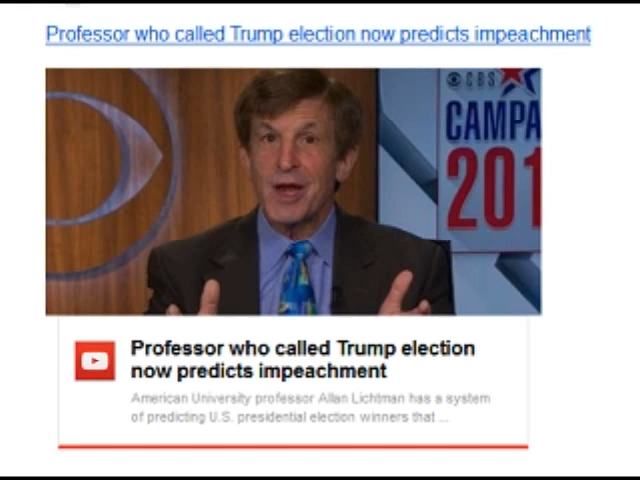 Professor who called Trump election now predicts impeachment
CBS
CAMPA
201
Professor who called Trump election
now predicts impeachment
American University professor Allan Lichtman has a system
of predicting U.S. presidential election winners that ...